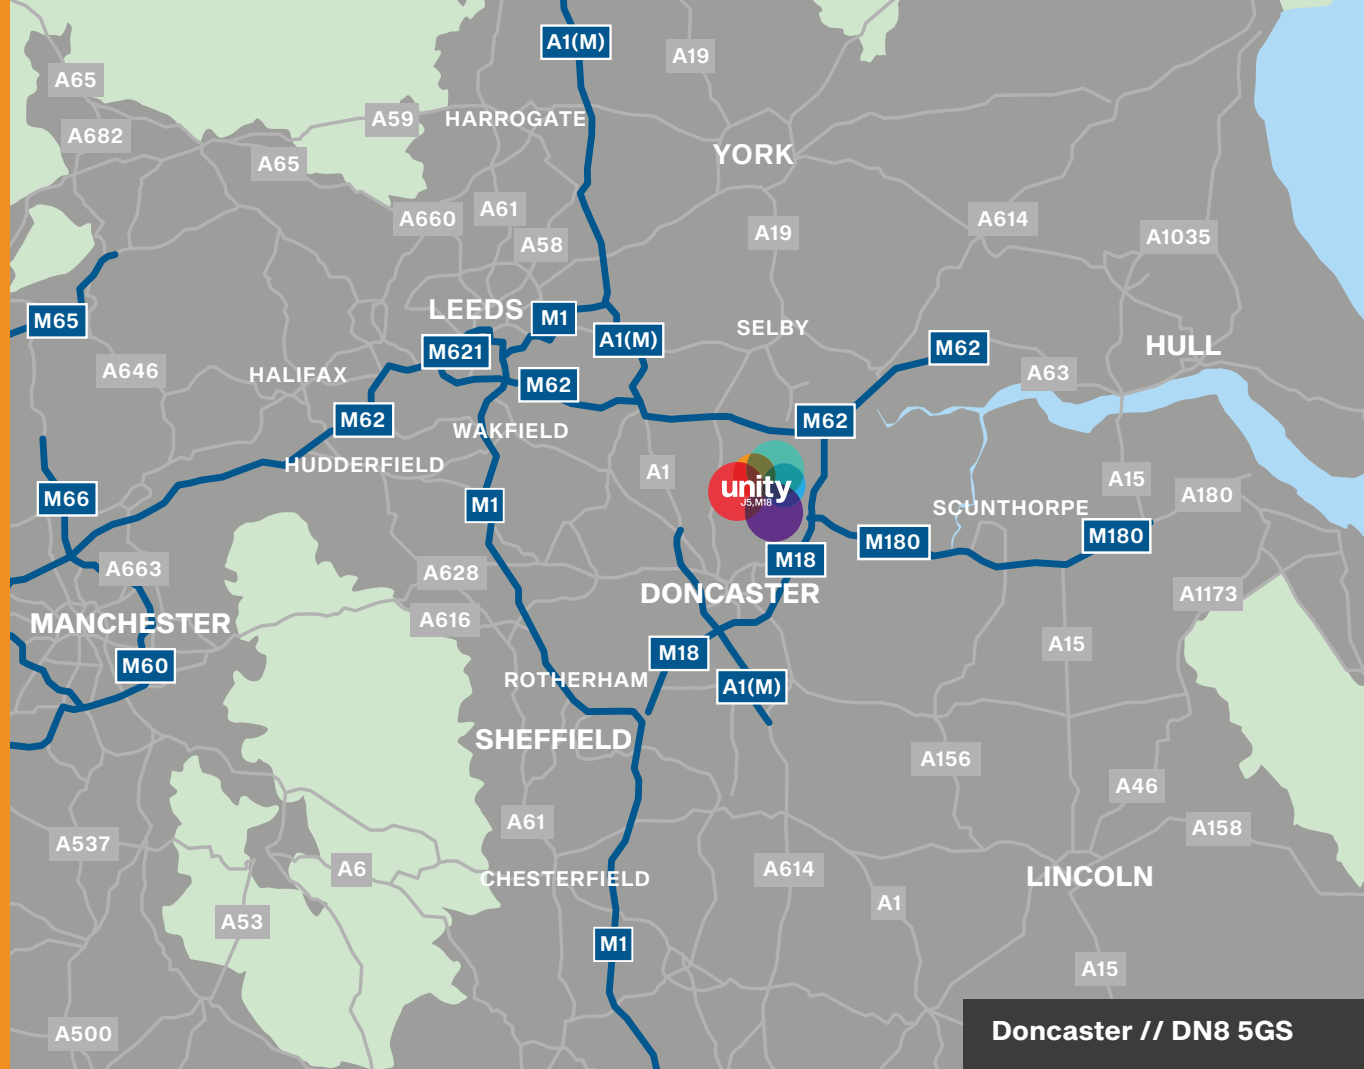 A1(M)
A19
A65
A59
HARROGATE
A682
YORK
A65
A61
A660
A614
A19
A1035
A58
LEEDS
M1
M65
SELBY
A1(M)
HULL
M62
M621
A646
HALIFAX
A63
M62
M62
M62
WAKFIELD
HUDDERFIELD
A1
A15
unity
J5,M18
A180
M66
M1
SCUNTHORPE
M180
M180
M18
A663
A628
DONCASTER
A1173
A616
MANCHESTER
A15
M18
M60
ROTHERHAM
A1(M)
SHEFFIELD
A156
A46
A61
A158
A537
A6
A614
LINCOLN
CHESTERFIELD
A1
A53
M1
A15
A500
Doncaster // DN8 5GS